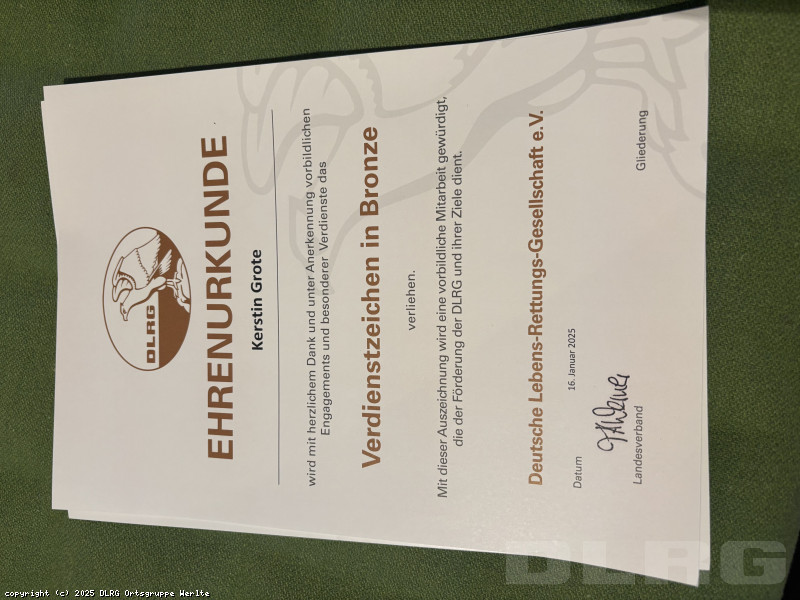 DLRG
EHRENURKUNDE
Kerstin Grote
wird mit herzlichem Dank und unter Anerkennung vorbildlichen
Engagements und besonderer Verdienste das
Verdienstzeichen in Bronze
verliehen.
Mit dieser Auszeichnung wird eine vorbildliche Mitarbeit gewürdigt,
die der Förderung der DLRG und ihrer Ziele dient.
Deutsche Lebens-Rettungs-Gesellschaft e.V.
Datum
16. Januar 2025
Landesverband
Gliederung
DLRG
copyright (c) 2025 DLRG Ortsgruppe Werlte